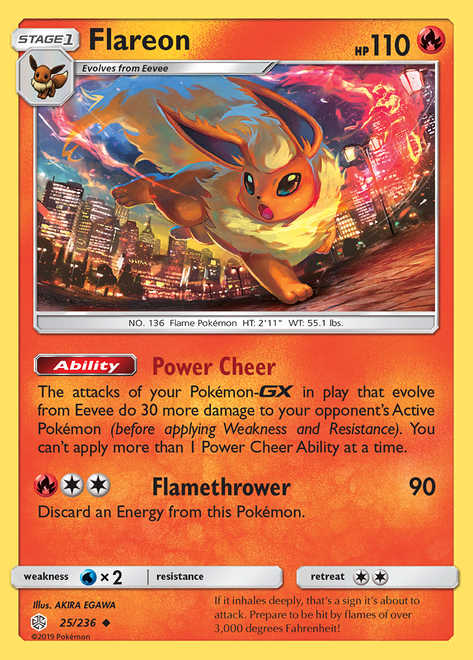 STAGE1 Flareon HP110
Evolves from Eevee
NO. 136 Flame Pokémon HT: 2'11" WT: 55.1 lbs.
Ability Power Cheer
The attacks of your Pokémon-GX in play that evolve
from Eevee do 30 more damage to your opponent's Active
Pokémon (before applying Weakness and Resistance). You
can't apply more than 1 Power Cheer Ability at a time.
Flamethrower 90
Discard an Energy from this Pokémon.
weakness ×2 resistance retreat
Illus. AKIRA EGAWA
25/236
©2019 Pokémon
If it inhales deeply, that's a sign it's about to
attack. Prepare to be hit by flames of over
3,000 degrees Fahrenheit!